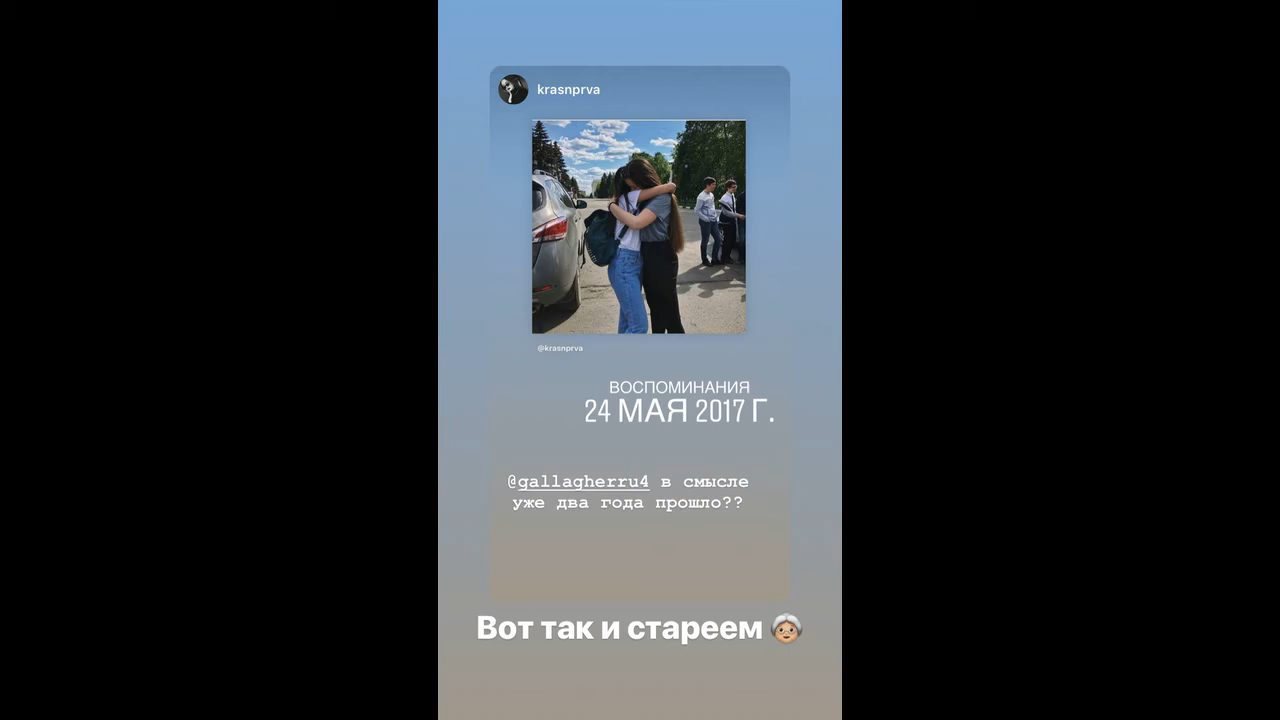 krasnprva
@krasnprva
ВОСПОМИНАНИЯ
24 МАЯ 2017 Г.
@gallagherru4 в смысле
уже два года прошло??
Вот так и стареем 👵🏼